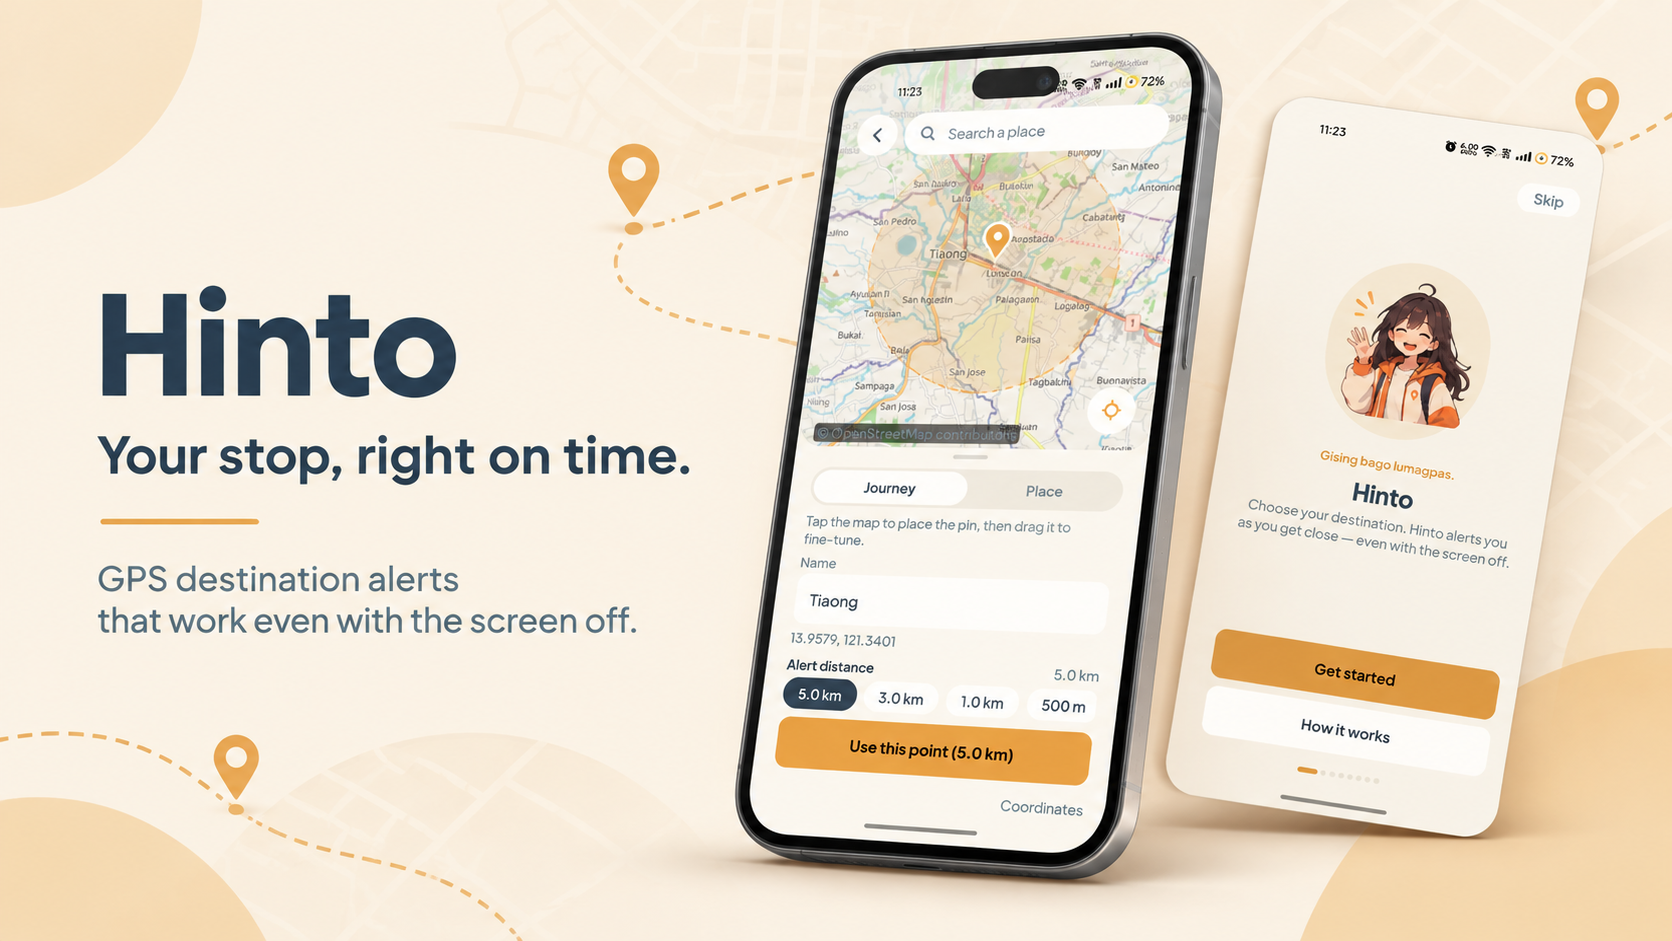 Hinto
Your stop, right on time.
GPS destination alerts
that work even with the screen off.
11:23
72%
Search a place
San Mateo
Antonino
Lalig
San Pedro
Cabatang
Tiaong
San Agustin
Palagaren
Lagalag
1
Bukal
Paiisa
San Jose
Tagbakin
Buenavista
Sampaga
San Jose
© OpenStreetMap contributors
Journey
Place
Tap the map to place the pin, then drag it to
fine-tune.
Name
Tiaong
13.9579, 121.3401
Alert distance
5.0 km
5.0 km
3.0 km
1.0 km
500 m
Use this point (5.0 km)
Coordinates
11:23
72%
Skip
Gising bago lumagpas.
Hinto
Choose your destination. Hinto alerts you
as you get close — even with the screen off.
Get started
How it works